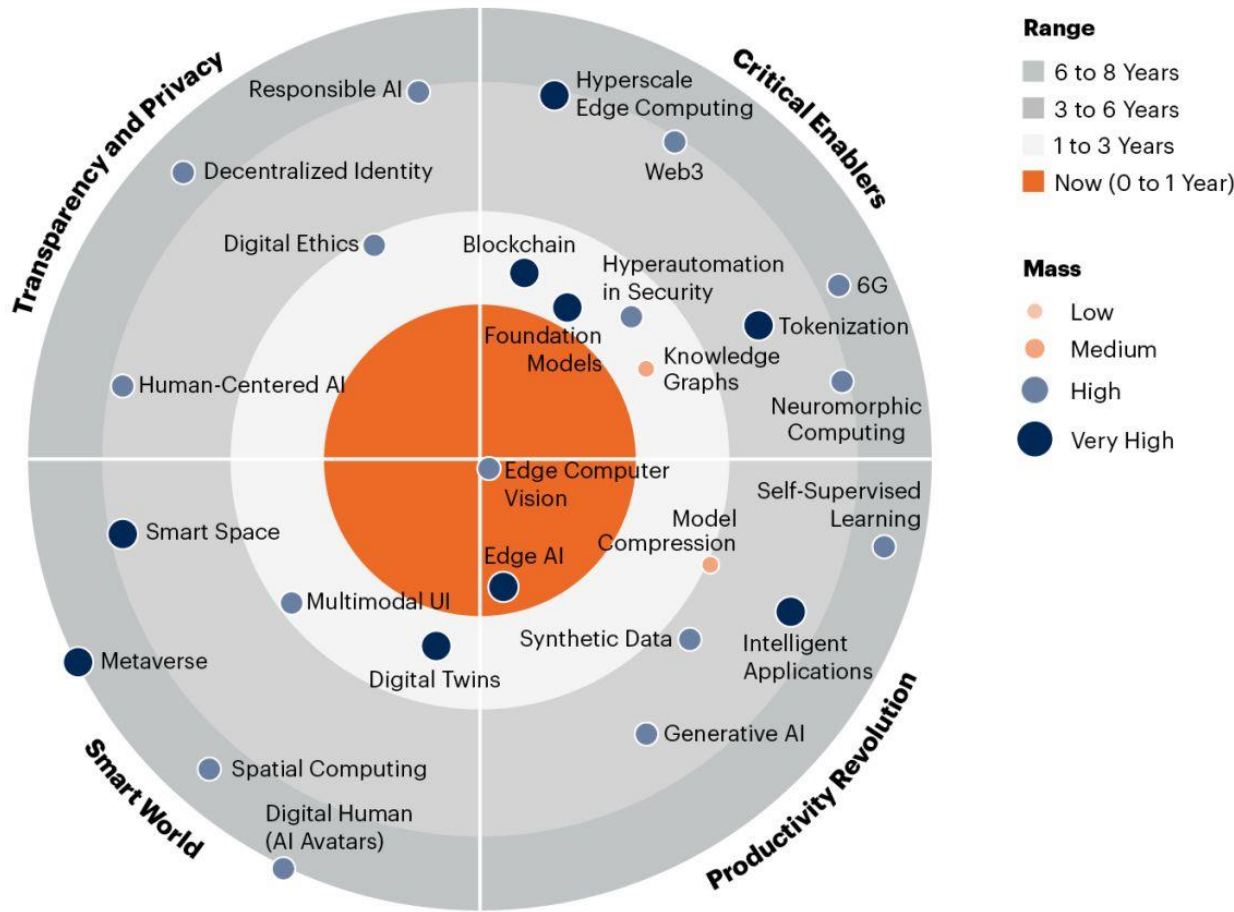 Transparency and Privacy
Responsible AI
Decentralized Identity
Digital Ethics
Human-Centered AI
Critical Enablers
Hyperscale
Edge Computing
Web3
Blockchain
Hyperautomation
in Security
6G
Tokenization
Foundation
Models
Knowledge
Graphs
Neuromorphic
Computing
Smart World
Smart Space
Multimodal UI
Metaverse
Digital Twins
Spatial Computing
Digital Human
(AI Avatars)
Productivity Revolution
Edge Computer
Vision
Self-Supervised
Learning
Model
Compression
Edge AI
Synthetic Data
Intelligent
Applications
Generative AI
Range
6 to 8 Years
3 to 6 Years
1 to 3 Years
Now (0 to 1 Year)
Mass
Low
Medium
High
Very High